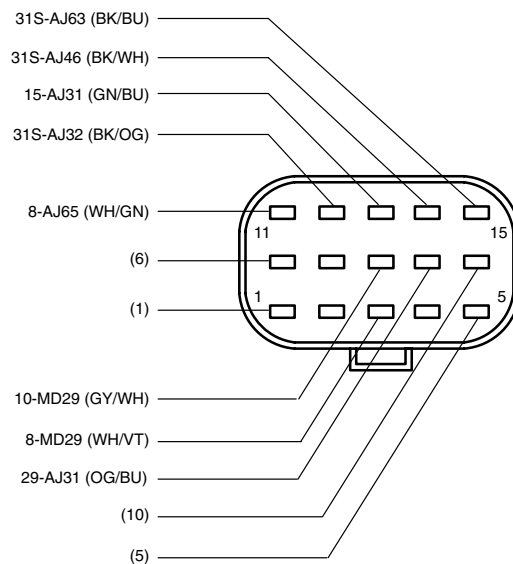 31S-AJ63 (BK/BU)
31S-AJ46 (BK/WH)
15-AJ31 (GN/BU)
31S-AJ32 (BK/OG)
8-AJ65 (WH/GN)
11
15
(6)
1
5
(1)
10-MD29 (GY/WH)
8-MD29 (WH/VT)
29-AJ31 (OG/BU)
(10)
(5)